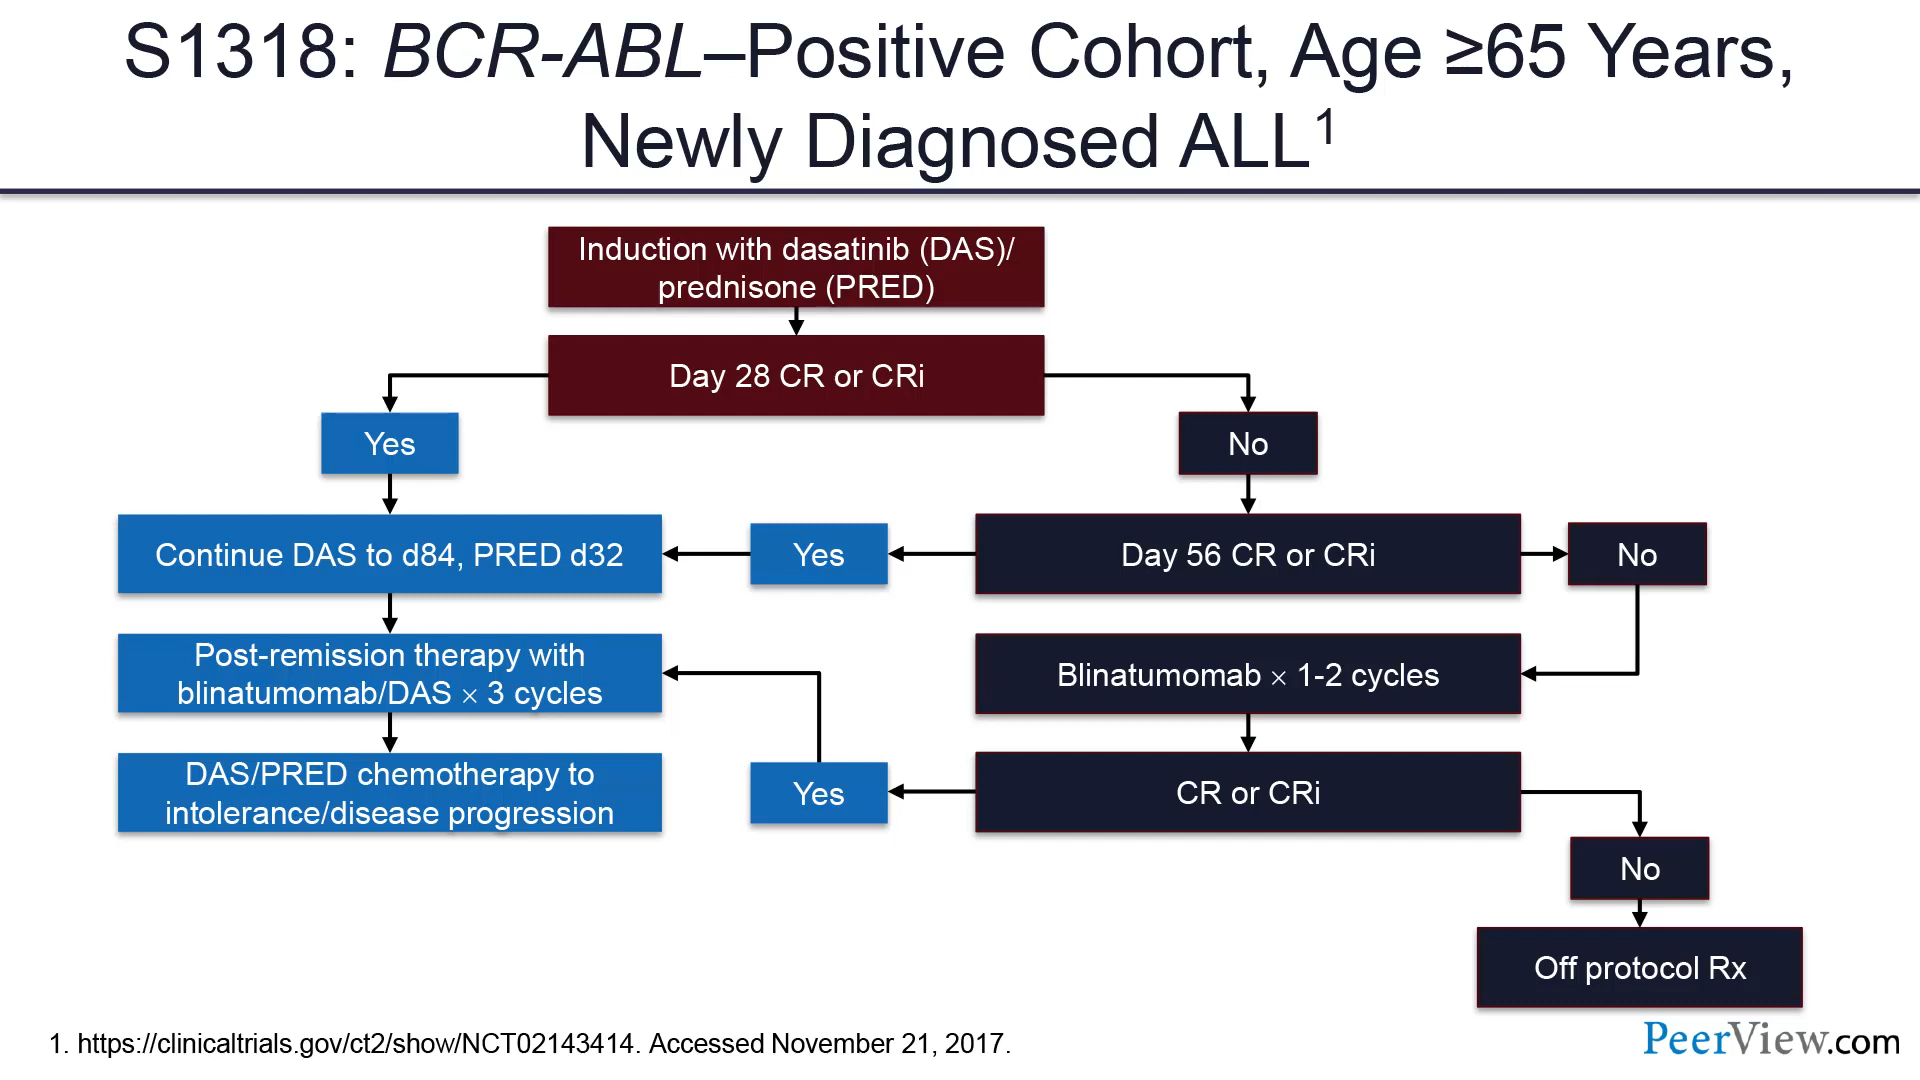 S1318: BCR-ABL–Positive Cohort, Age ≥65 Years,
Newly Diagnosed ALL¹
Induction with dasatinib (DAS)/
prednisone (PRED)
Day 28 CR or CRi
Yes
No
Continue DAS to d84, PRED d32
Yes
Day 56 CR or CRi
No
Post-remission therapy with
blinatumomab/DAS × 3 cycles
Blinatumomab × 1-2 cycles
DAS/PRED chemotherapy to
intolerance/disease progression
Yes
CR or CRi
No
Off protocol Rx
1. https://clinicaltrials.gov/ct2/show/NCT02143414. Accessed November 21, 2017.
PeerView.com